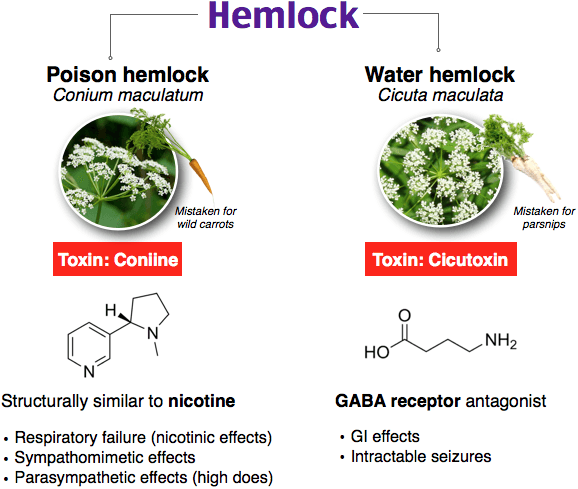 Hemlock
Poison hemlock
Conium maculatum
Mistaken for
wild carrots
Toxin: Coniine
H
N
N
Structurally similar to nicotine
• Respiratory failure (nicotinic effects)
• Sympathomimetic effects
• Parasympathetic effects (high does)
Water hemlock
Cicuta maculata
Mistaken for
parsnips
Toxin: Cicutoxin
O
HO
NH₂
GABA receptor antagonist
• GI effects
• Intractable seizures